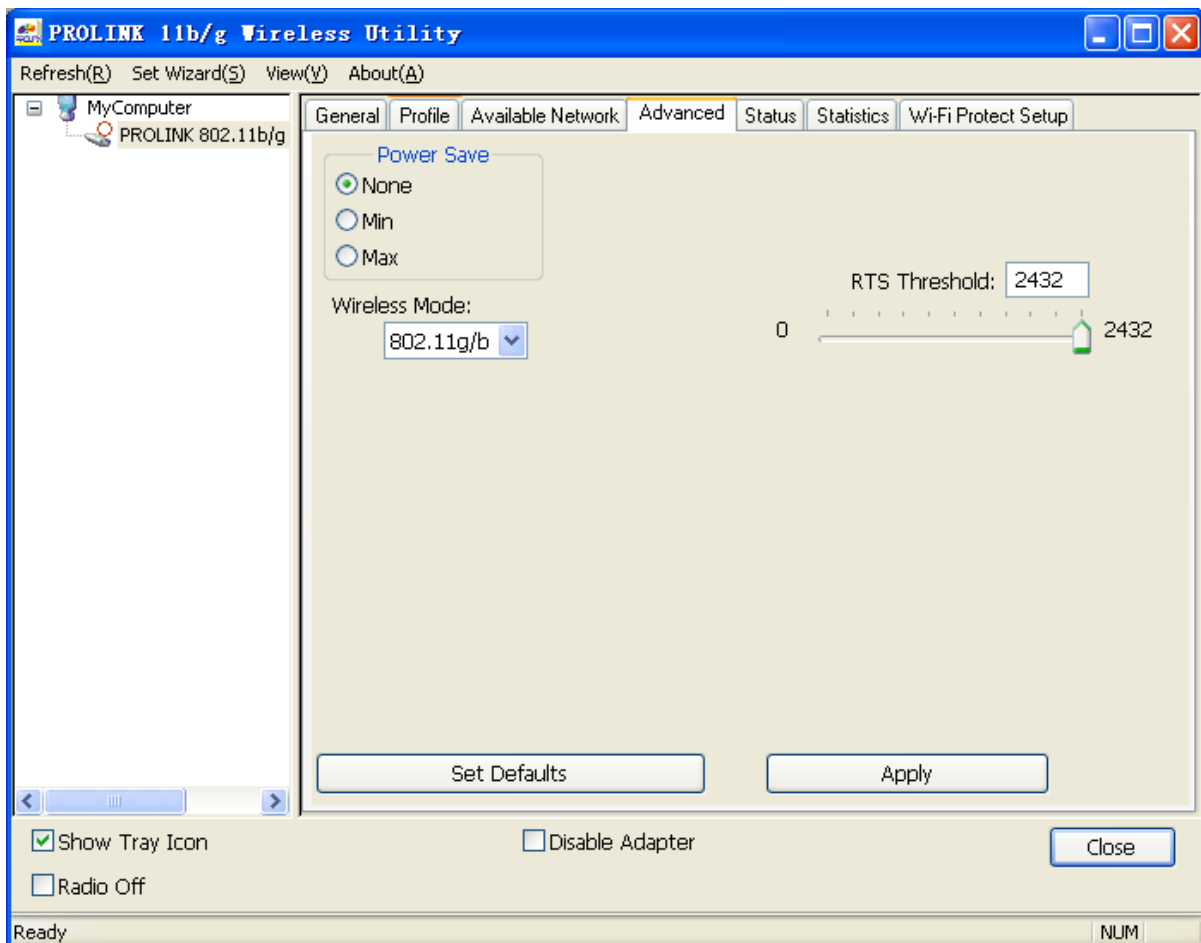 PROLINK 11b/g Wireless Utility
Refresh(R) Set Wizard(S) View(V) About(A)
MyComputer
PROLINK 802.11b/g
General Profile Available Network Advanced Status Statistics Wi-Fi Protect Setup
Power Save
None
Min
Max
Wireless Mode:
802.11g/b
RTS Threshold: 2432
0 2432
Set Defaults Apply
Show Tray Icon Disable Adapter Close
Radio Off
Ready NUM